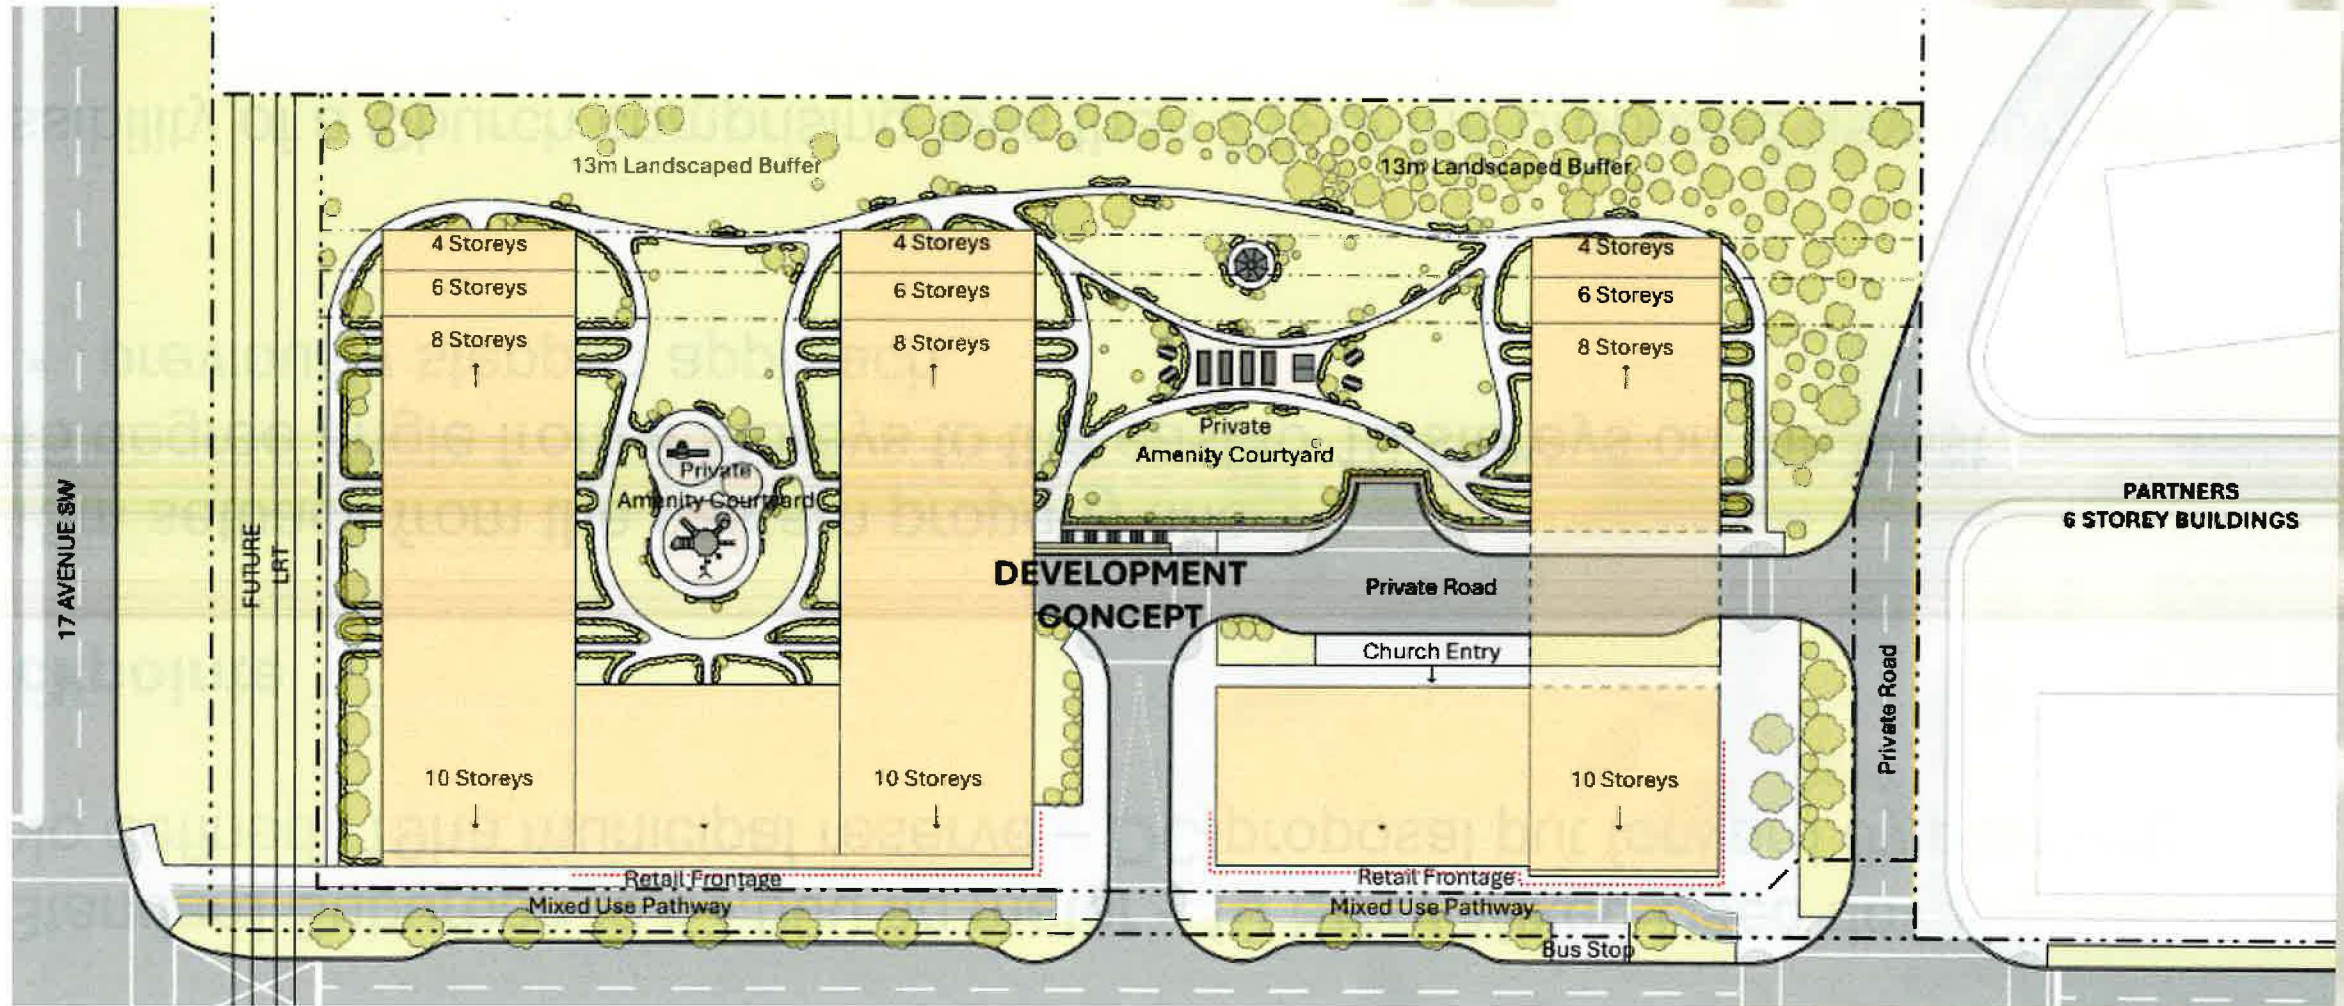 13m Landscaped Buffer
13m Landscaped Buffer
4 Storeys
4 Storeys
4 Storeys
6 Storeys
6 Storeys
6 Storeys
8 Storeys
8 Storeys
8 Storeys
Private
Amenity Courtyard
Private
Amenity Courtyard
17 AVENUE SW
FUTURE
LRT
PARTNERS
6 STOREY BUILDINGS
DEVELOPMENT
CONCEPT
Private Road
Church Entry
Private Road
10 Storeys
10 Storeys
10 Storeys
Retail Frontage
Retail Frontage
Mixed Use Pathway
Mixed Use Pathway
Bus Stop